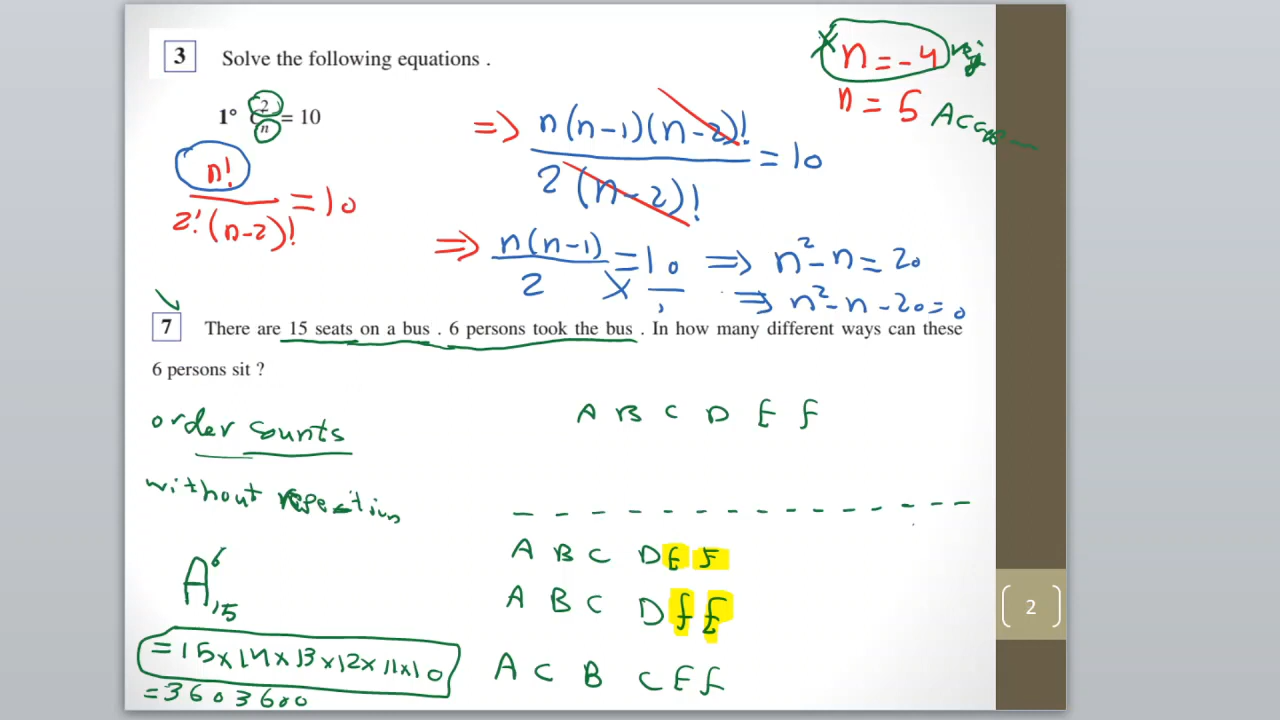 3 Solve the following equations .
1° C 2 n = 10
n! / 2! (n-2)! = 10
=> n(n-1)(n-2)! / 2 (n-2)! = 10
=> n(n-1) / 2 = 10 => n² - n = 20
=> n² - n - 20 = 0
n = -4 rej
n = 5
7 There are 15 seats on a bus . 6 persons took the bus . In how many different ways can these
6 persons sit ?
order counts
A B C D E F
without repetition
A B C D E F
A B C D F E
A⁶₁₅
= 15 x 14 x 13 x 12 x 11 x 10
= 3603600
A C B C E F
2